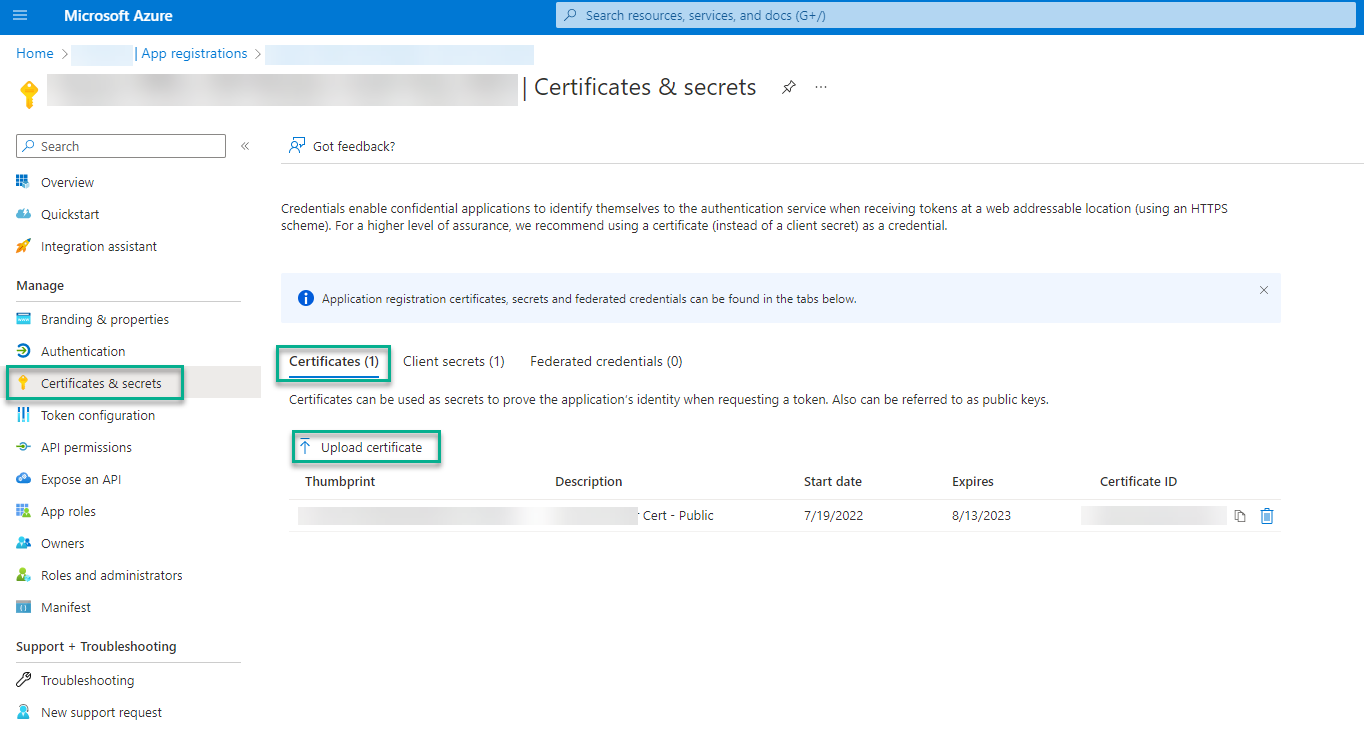 Microsoft Azure
Search resources, services, and docs (G+/)
Home > | App registrations >
| Certificates & secrets ...
Search «
Got feedback?
Overview
Quickstart
Integration assistant
Manage
Branding & properties
Authentication
Certificates & secrets
Token configuration
API permissions
Expose an API
App roles
Owners
Roles and administrators
Manifest
Support + Troubleshooting
Troubleshooting
New support request
Credentials enable confidential applications to identify themselves to the authentication service when receiving tokens at a web addressable location (using an HTTPS
scheme). For a higher level of assurance, we recommend using a certificate (instead of a client secret) as a credential.
Application registration certificates, secrets and federated credentials can be found in the tabs below.
Certificates (1) Client secrets (1) Federated credentials (0)
Certificates can be used as secrets to prove the application's identity when requesting a token. Also can be referred to as public keys.
Upload certificate
Thumbprint Description Start date Expires Certificate ID
Cert - Public 7/19/2022 8/13/2023